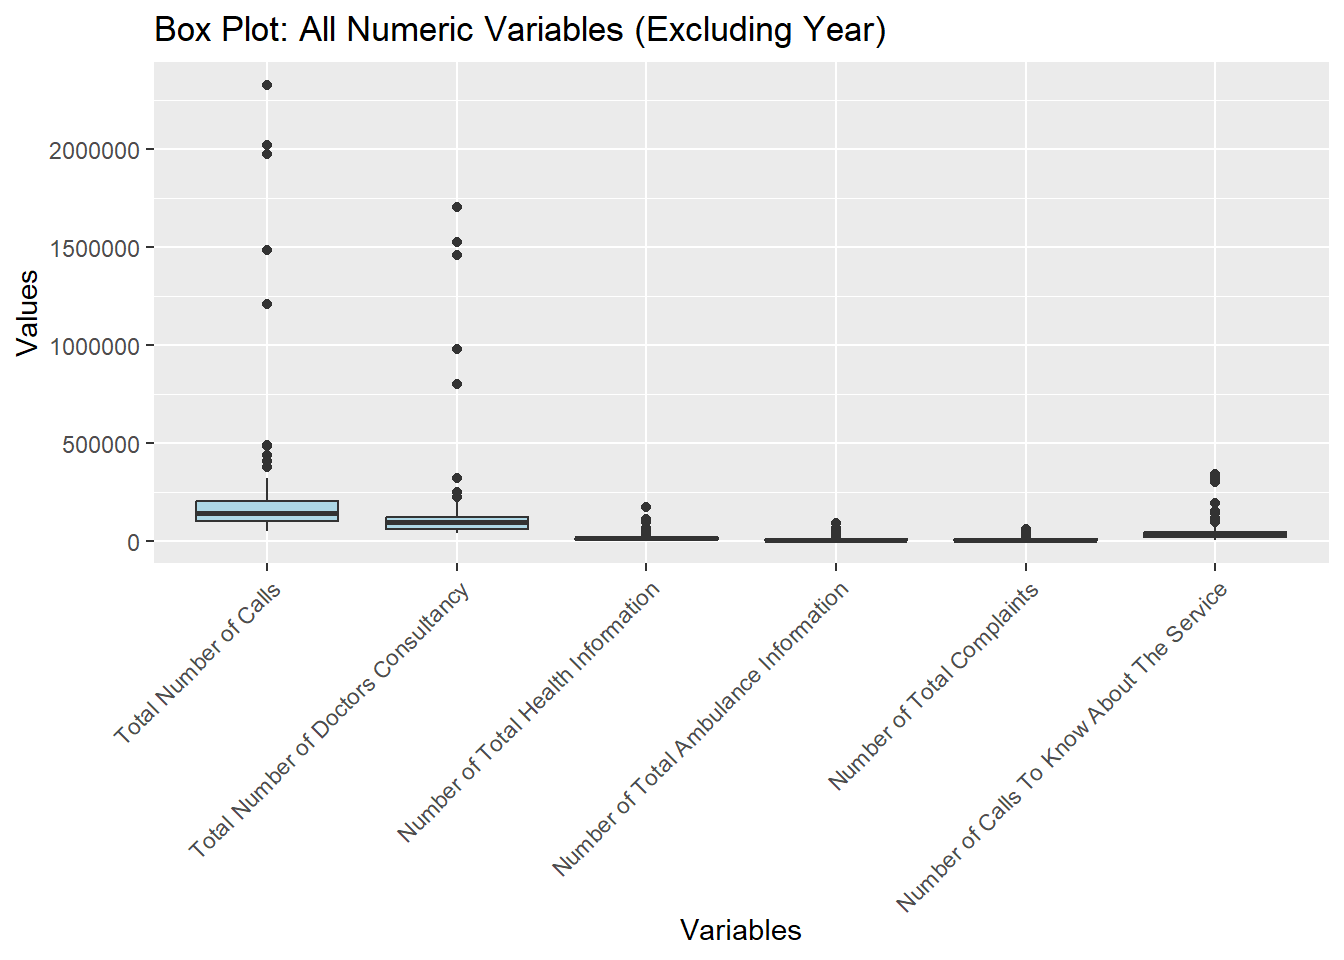 Box Plot: All Numeric Variables (Excluding Year)
Values
2000000
1500000
1000000
500000
0
Total Number of Calls
Total Number of Doctors Consultancy
Number of Total Health Information
Number of Total Ambulance Information
Number of Total Complaints
Number of Calls To Know About The Service
Variables